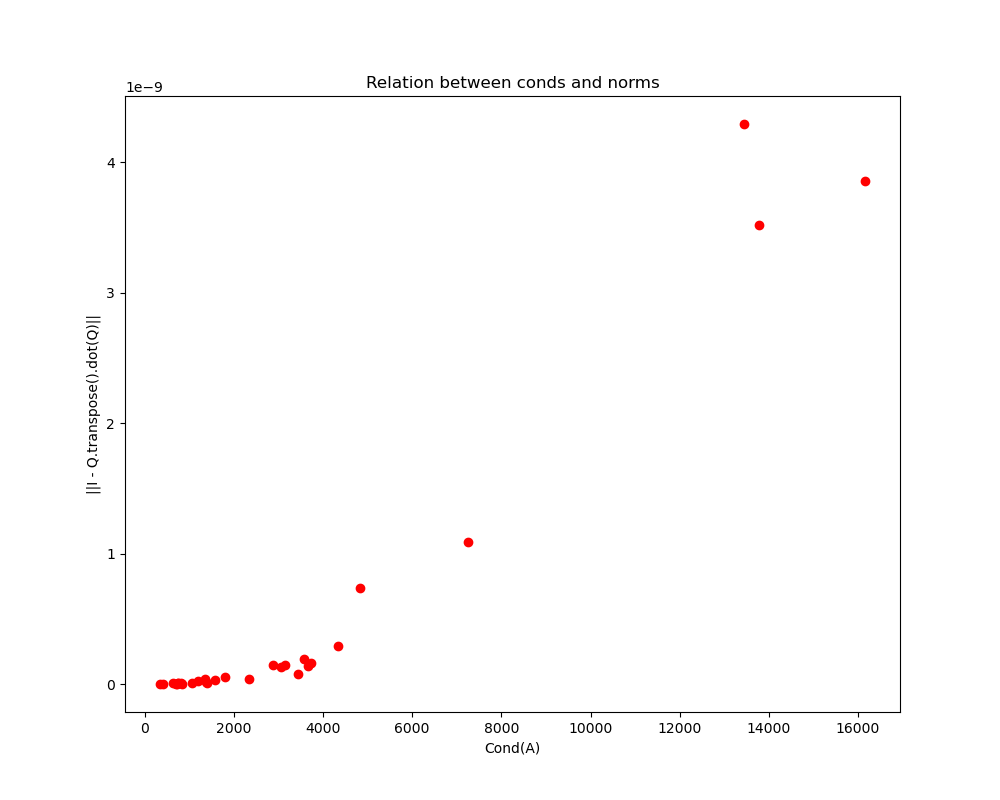 Relation between conds and norms
1e−9
||I - Q.transpose().dot(Q)||
4
3
2
1
0
0 2000 4000 6000 8000 10000 12000 14000 16000
Cond(A)